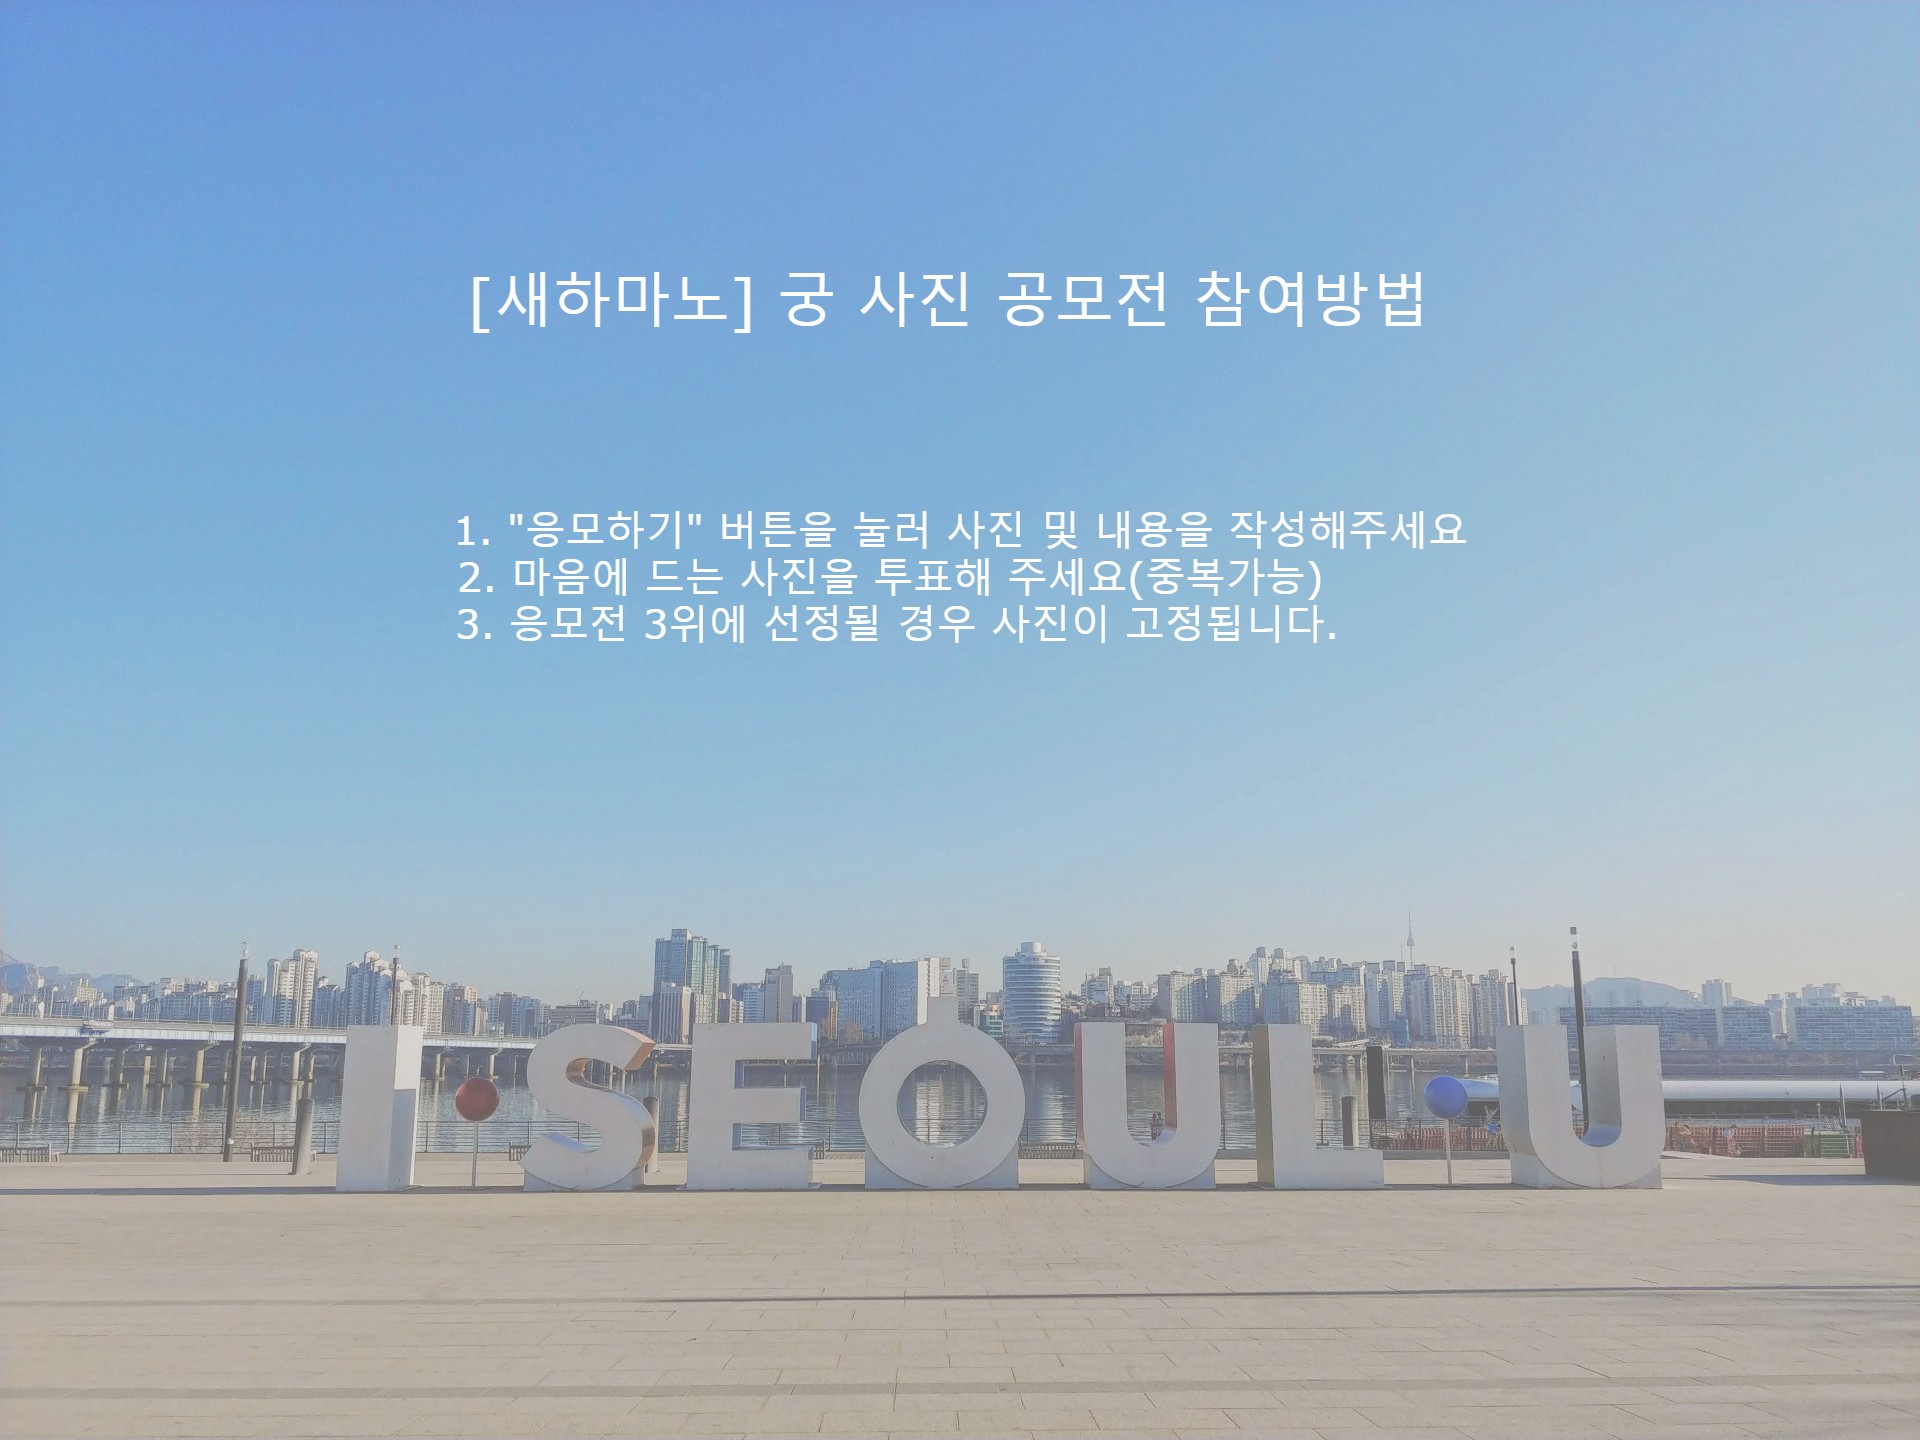 [새하마노] 궁 사진 공모전 참여방법
1. "응모하기" 버튼을 눌러 사진 및 내용을 작성해주세요
2. 마음에 드는 사진을 투표해 주세요(중복가능)
3. 응모전 3위에 선정될 경우 사진이 고정됩니다.
I·SEOUL·U